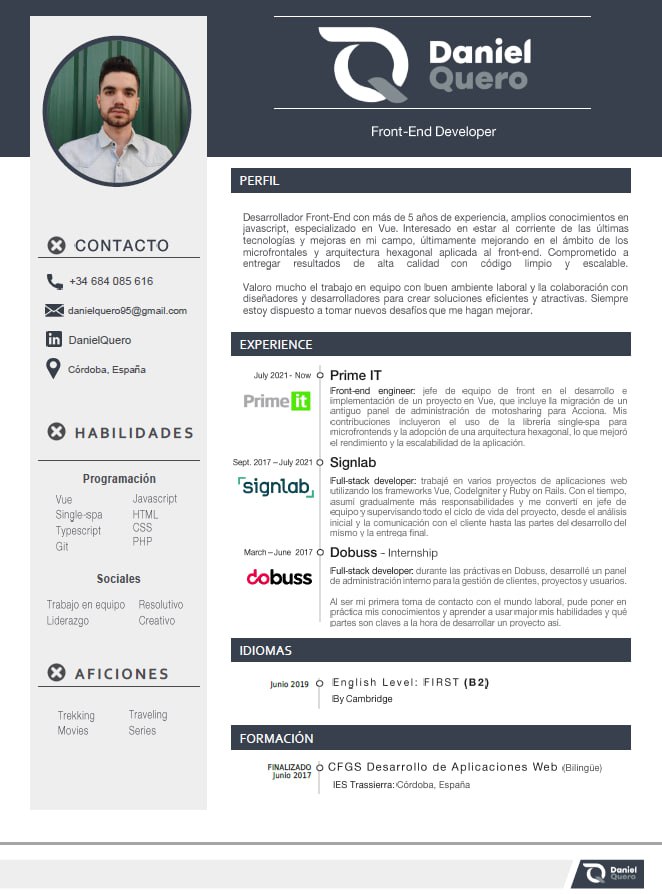 Daniel
Quero
Front-End Developer
CONTACTO
+34 684 085 616
danielquero95@gmail.com
DanielQuero
Córdoba, España
HABILIDADES
Programación
Vue
Javascript
Single-spa
HTML
Typescript
CSS
Git
PHP
Sociales
Trabajo en equipo
Resolutivo
Liderazgo
Creativo
AFICIONES
Trekking
Traveling
Movies
Series
PERFIL
Desarrollador Front-End con más de 5 años de experiencia, amplios conocimientos en
javascript, especializado en Vue. Interesado en estar al corriente de las últimas
tecnologías y mejoras en mi campo, últimamente mejorando en el ámbito de los
microfrontales y arquitectura hexagonal aplicada al front-end. Comprometido a
entregar resultados de alta calidad con código limpio y escalable.
Valoro mucho el trabajo en equipo con buen ambiente laboral y la colaboración con
diseñadores y desarrolladores para crear soluciones eficientes y atractivas. Siempre
estoy dispuesto a tomar nuevos desafíos que me hagan mejorar.
EXPERIENCE
July 2021 - Now
Prime IT
Prime it
Front-end engineer: jefe de equipo de front en el desarrollo e
implementación de un proyecto en Vue, que incluye la migración de un
antiguo panel de administración de motosharing para Acciona. Mis
contribuciones incluyeron el uso de la librería single-spa para
microfrontends y la adopción de una arquitectura hexagonal, lo que mejoró
el rendimiento y la escalabilidad de la aplicación.
Sept. 2017 – July 2021
Signlab
signlab
Full-stack developer: trabajé en varios proyectos de aplicaciones web
utilizando los frameworks Vue, CodeIgniter y Ruby on Rails. Con el tiempo,
asumí gradualmente más responsabilidades y me convertí en jefe de
equipo y supervisando todo el ciclo de vida del proyecto, desde el análisis
inicial y la comunicación con el cliente hasta las partes del desarrollo del
mismo y la entrega final.
March – June 2017
Dobuss - Internship
dobuss
Full-stack developer: durante las prácticas en Dobuss, desarrollé un panel
de administración interno para la gestión de clientes, proyectos y usuarios.
Al ser mi primera toma de contacto con el mundo laboral, pude poner en
práctica mis conocimientos y aprender a usar mejor mis habilidades y qué
partes son claves a la hora de desarrollar un proyecto así.
IDIOMAS
Junio 2019
English Level: FIRST (B2)
By Cambridge
FORMACIÓN
FINALIZADO
Junio 2017
CFGS Desarrollo de Aplicaciones Web (Bilingüe)
IES Trassierra: Córdoba, España
Daniel
Quero